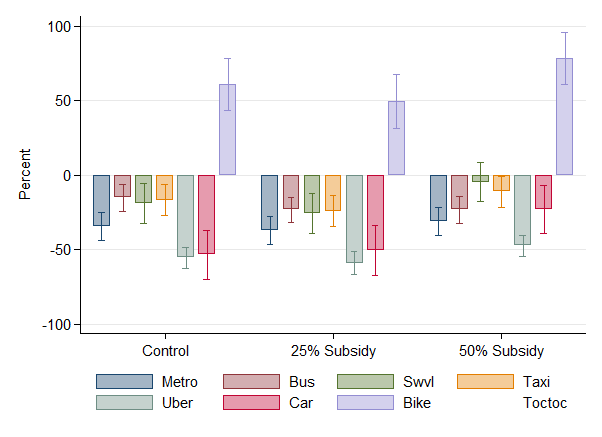 100
50
0
-50
-100
Percent
Control 25% Subsidy 50% Subsidy
Metro Bus Swvl Taxi
Uber Car Bike Toctoc